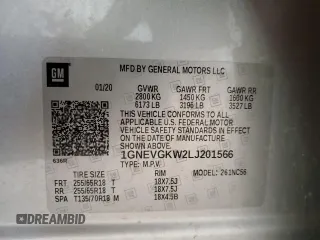 GM
MFD BY GENERAL MOTORS LLC
01/20 GVWR GAWR FRT GAWR RR
2800 KG 1450 KG 1600 KG
6173 LB 3196 LB 3527 LB
THIS VEHICLE CONFORMS TO ALL APPLICABLE U.S. FEDERAL MOTOR VEHICLE SAFETY STANDARDS IN EFFECT ON THE DATE OF MANUFACTURE SHOWN ABOVE.
1GNEVGKW2LJ201566
TYPE: M.P.V. MODEL: 1NC56
TIRE SIZE RIM
FRT 255/65R18 T 18X7.5J
RR 255/65R18 T 18X7.5J
SPA T135/70R18 M 18X4.5B
DREAMBID